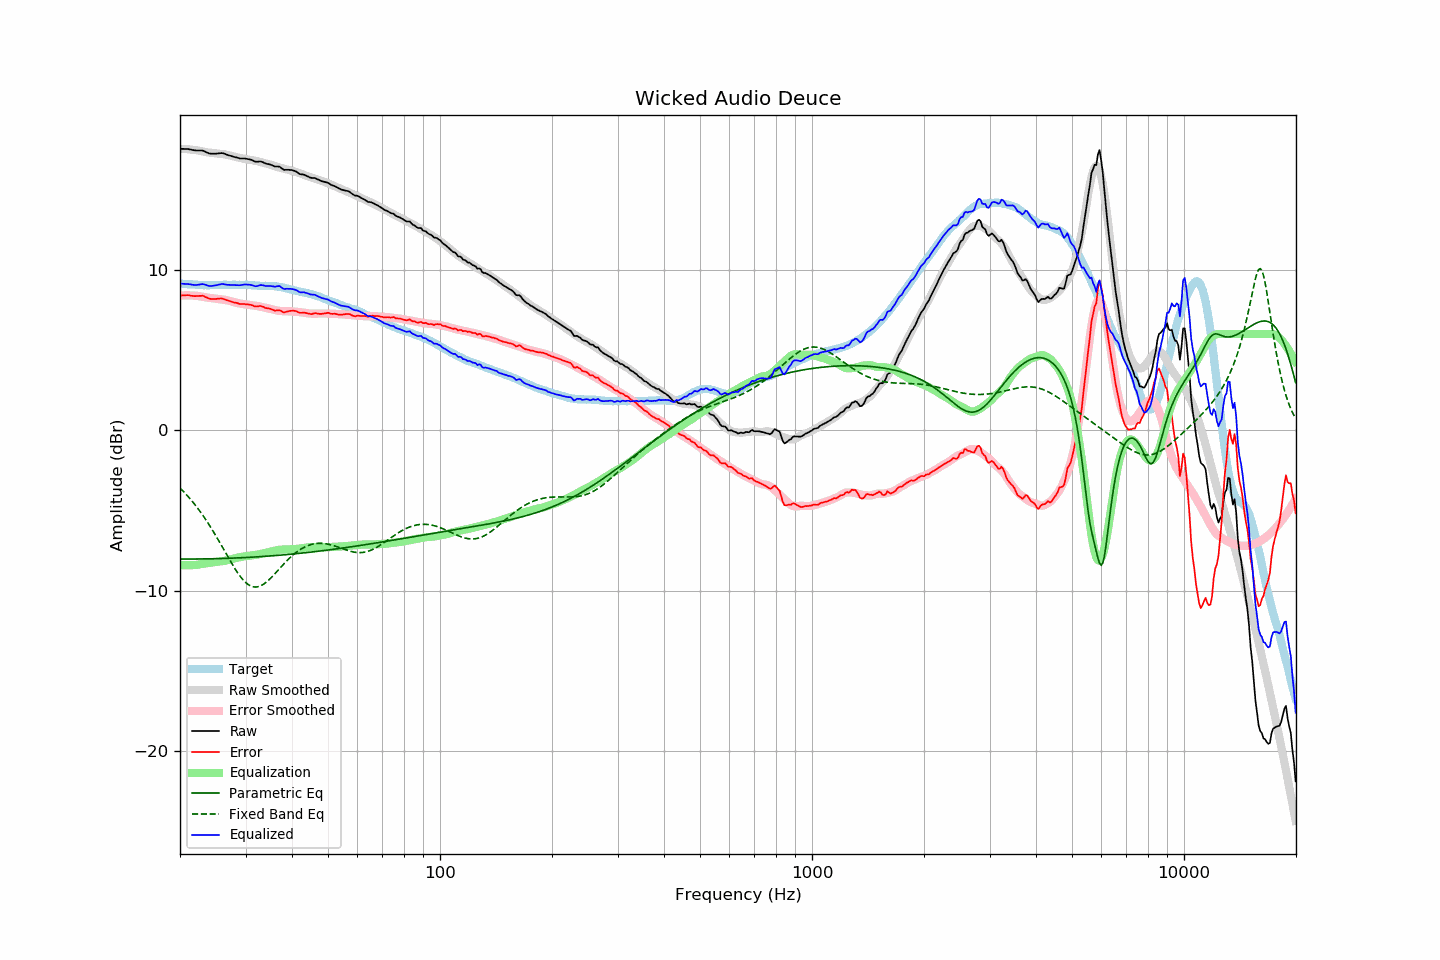 Wicked Audio Deuce
Amplitude (dBr)
10
0
−10
−20
Target
Raw Smoothed
Error Smoothed
Raw
Error
Equalization
Parametric Eq
Fixed Band Eq
Equalized
100 1000 10000
Frequency (Hz)